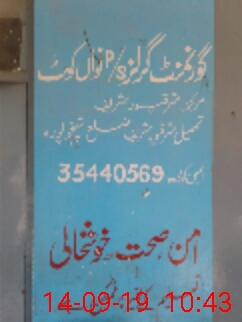 گورنمنٹ گرلز P/S نواں کوٹ
مرکز شرقپور شریف
تحصیل شرقپور شریف ضلع شیخوپورہ
35440569
امن صحت خوشحالی
14-09-19 10:43